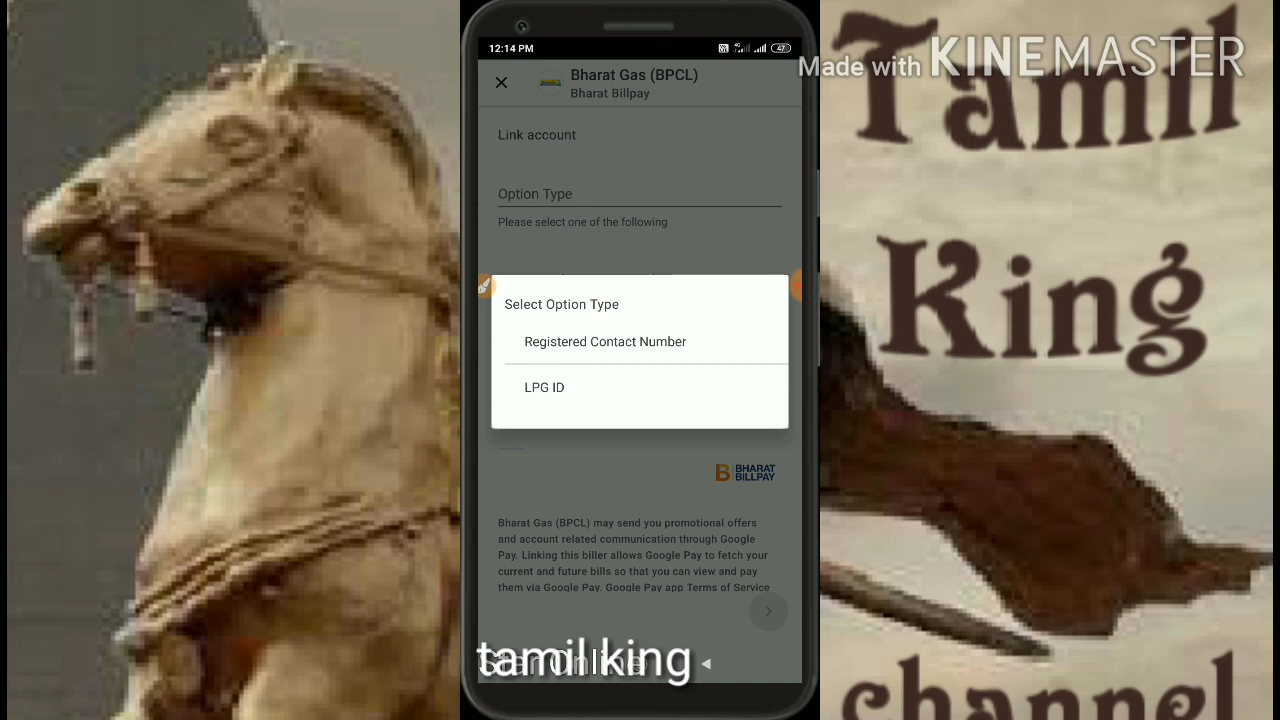 12:14 PM
47
Bharat Gas (BPCL)
Bharat Billpay
Link account
Option Type
Please select one of the following
Select Option Type
Registered Contact Number
LPG ID
B BHARAT
BILLPAY
Bharat Gas (BPCL) may send you promotional offers
and account related communication through Google
Pay. Linking this biller allows Google Pay to fetch your
current and future bills so that you can view and pay
them via Google Pay. Google Pay app Terms of Service
tamil king
Made with KINEMASTER
Tamil
King
channel